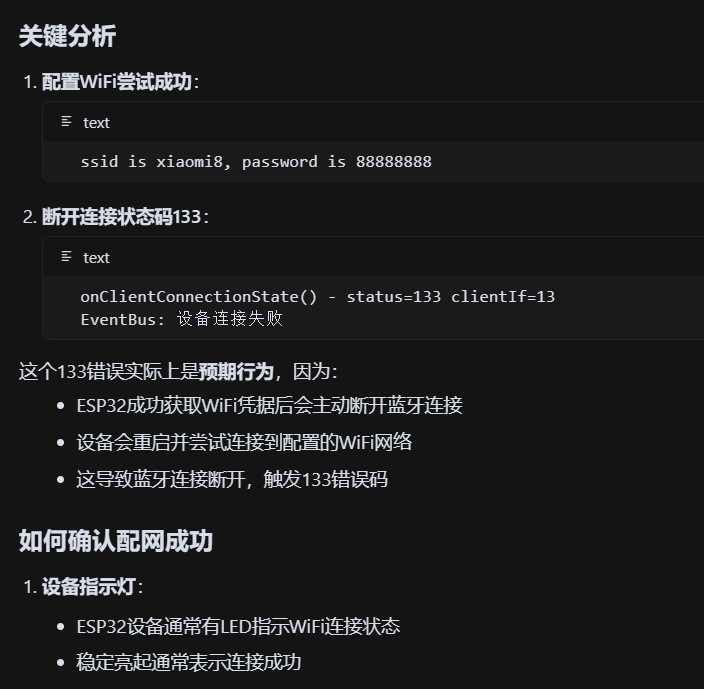 关键分析
1. 配置WiFi尝试成功：
text
ssid is xiaomi8, password is 88888888
2. 断开连接状态码133：
text
onClientConnectionState() - status=133 clientIf=13
EventBus: 设备连接失败
这个133错误实际上是预期行为，因为：
• ESP32成功获取WiFi凭据后会主动断开蓝牙连接
• 设备会重启并尝试连接到配置的WiFi网络
• 这导致蓝牙连接断开，触发133错误码
如何确认配网成功
1. 设备指示灯：
• ESP32设备通常有LED指示WiFi连接状态
• 稳定亮起通常表示连接成功